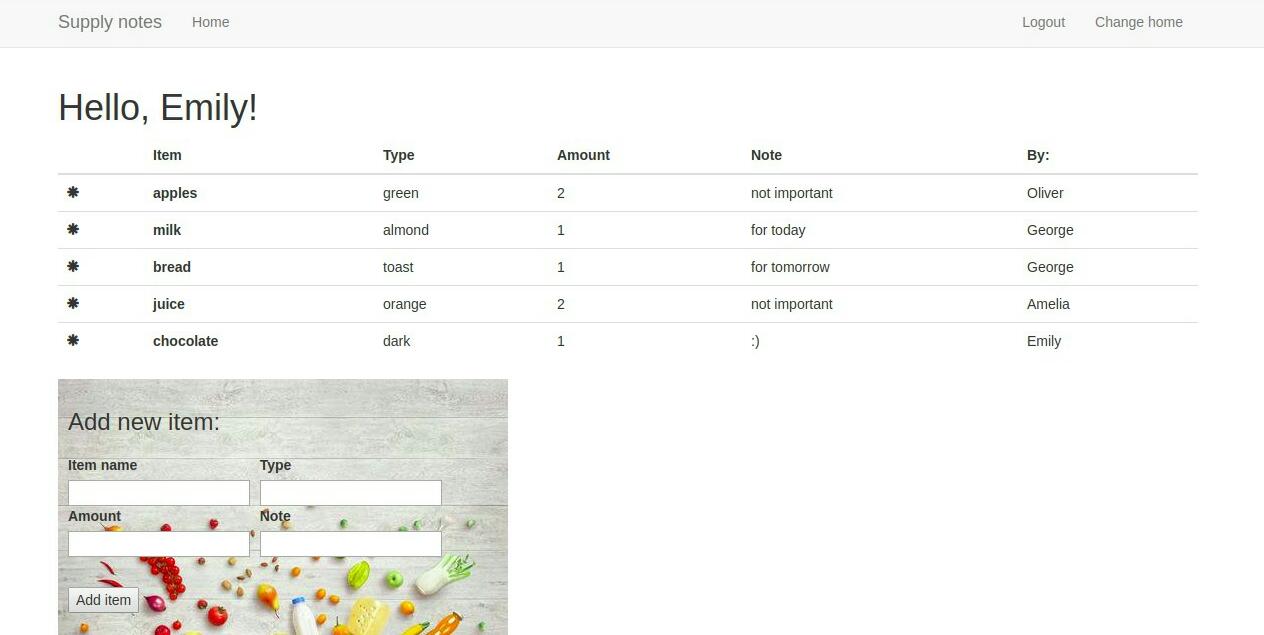 Supply notes Home Logout Change home
Hello, Emily!
Item Type Amount Note By:
apples green 2 not important Oliver
milk almond 1 for today George
bread toast 1 for tomorrow George
juice orange 2 not important Amelia
chocolate dark 1 :) Emily
Add new item:
Item name Type
Amount Note
Add item